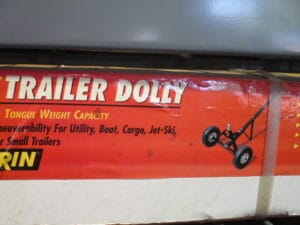 TRAILER DOLLY
TONGUE WEIGHT CAPACITY
neuverability For Utility, Boat, Cargo, Jet-Ski,
r Small Trailers
RIN